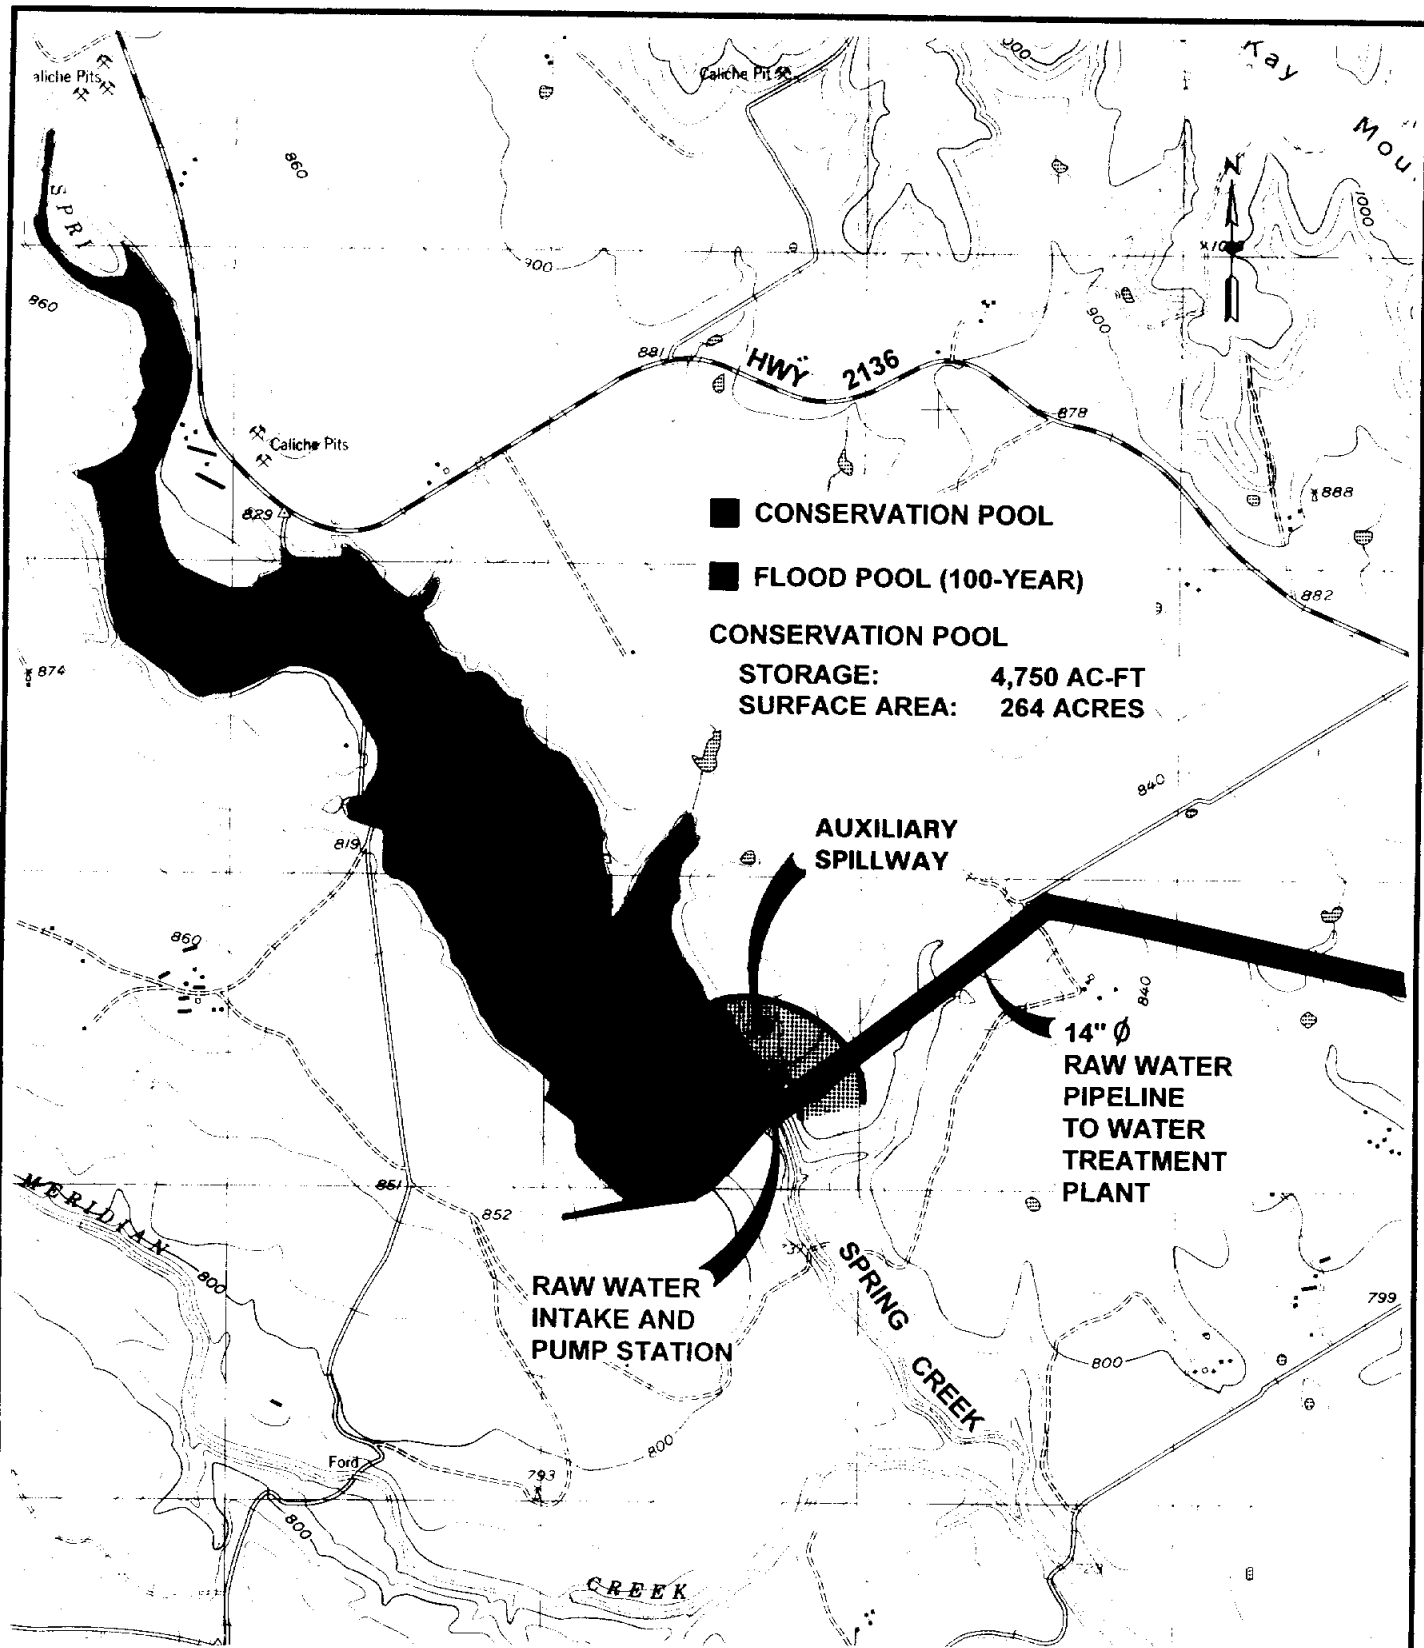 aliche Pits
Caliche Pit
000
Kay
Mou
N
1000
860
SPRI
900
860
900
881
HWY 2136
878
Caliche Pits
829
888
882
874
CONSERVATION POOL
FLOOD POOL (100-YEAR)
CONSERVATION POOL
STORAGE: 4,750 AC-FT
SURFACE AREA: 264 ACRES
840
819
AUXILIARY
SPILLWAY
860
840
14" Ø
RAW WATER
PIPELINE
TO WATER
TREATMENT
PLANT
851
852
MERIDIAN
800
SPRING
CREEK
RAW WATER
INTAKE AND
PUMP STATION
799
800
800
Ford
793
800
CREEK